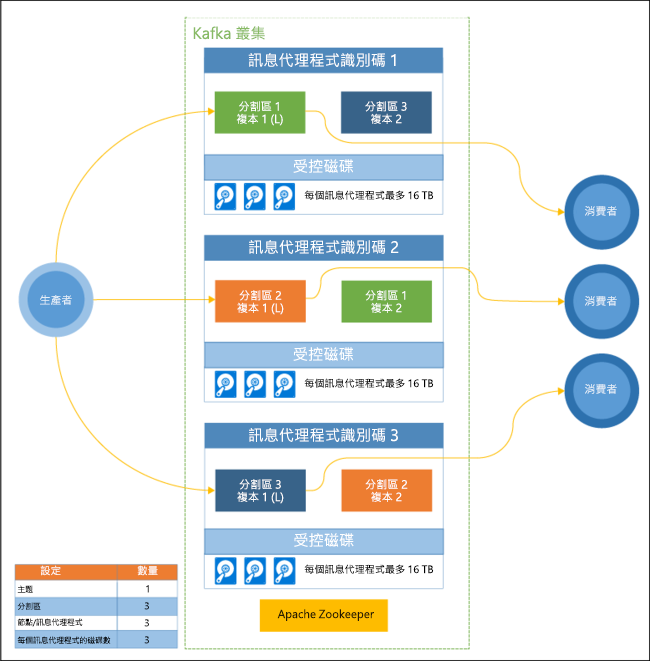 Kafka 叢集
訊息代理程式識別碼 1
分割區 1
複本 1 (L)
分割區 3
複本 2
受控磁碟
每個訊息代理程式最多 16 TB
訊息代理程式識別碼 2
分割區 2
複本 1 (L)
分割區 1
複本 2
受控磁碟
每個訊息代理程式最多 16 TB
訊息代理程式識別碼 3
分割區 3
複本 1 (L)
分割區 2
複本 2
受控磁碟
每個訊息代理程式最多 16 TB
Apache Zookeeper
生產者
消費者
消費者
消費者
設定 數量
主題 1
分割區 3
節點/訊息代理程式 3
每個訊息代理程式的磁碟數 3